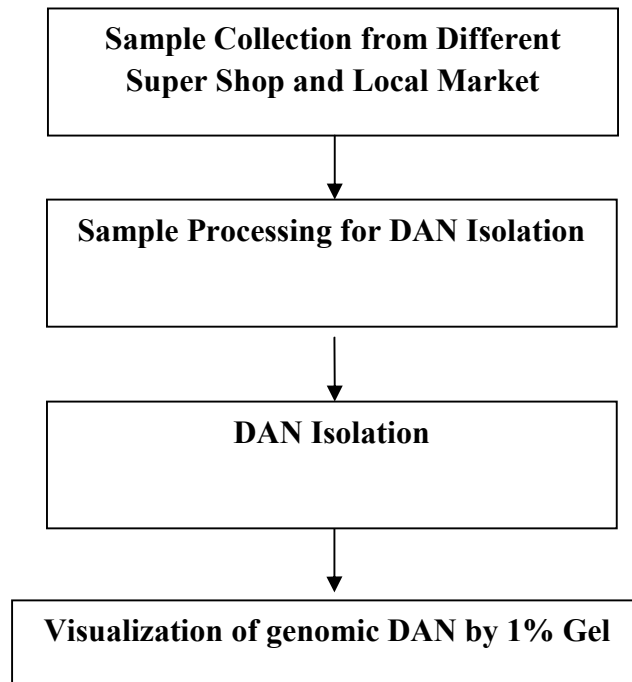 Sample Collection from Different
Super Shop and Local Market
Sample Processing for DAN Isolation
DAN Isolation
Visualization of genomic DAN by 1% Gel